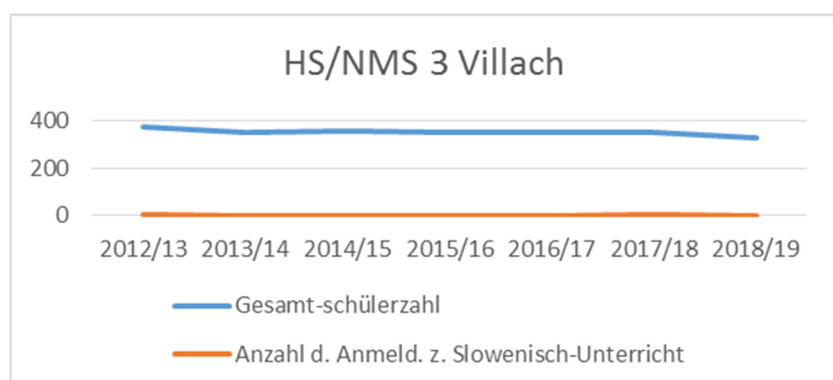 HS/NMS 3 Villach
400
200
0
2012/13 2013/14 2014/15 2015/16 2016/17 2017/18 2018/19
Gesamt-schülerzahl
Anzahl d. Anmeld. z. Slowenisch-Unterricht